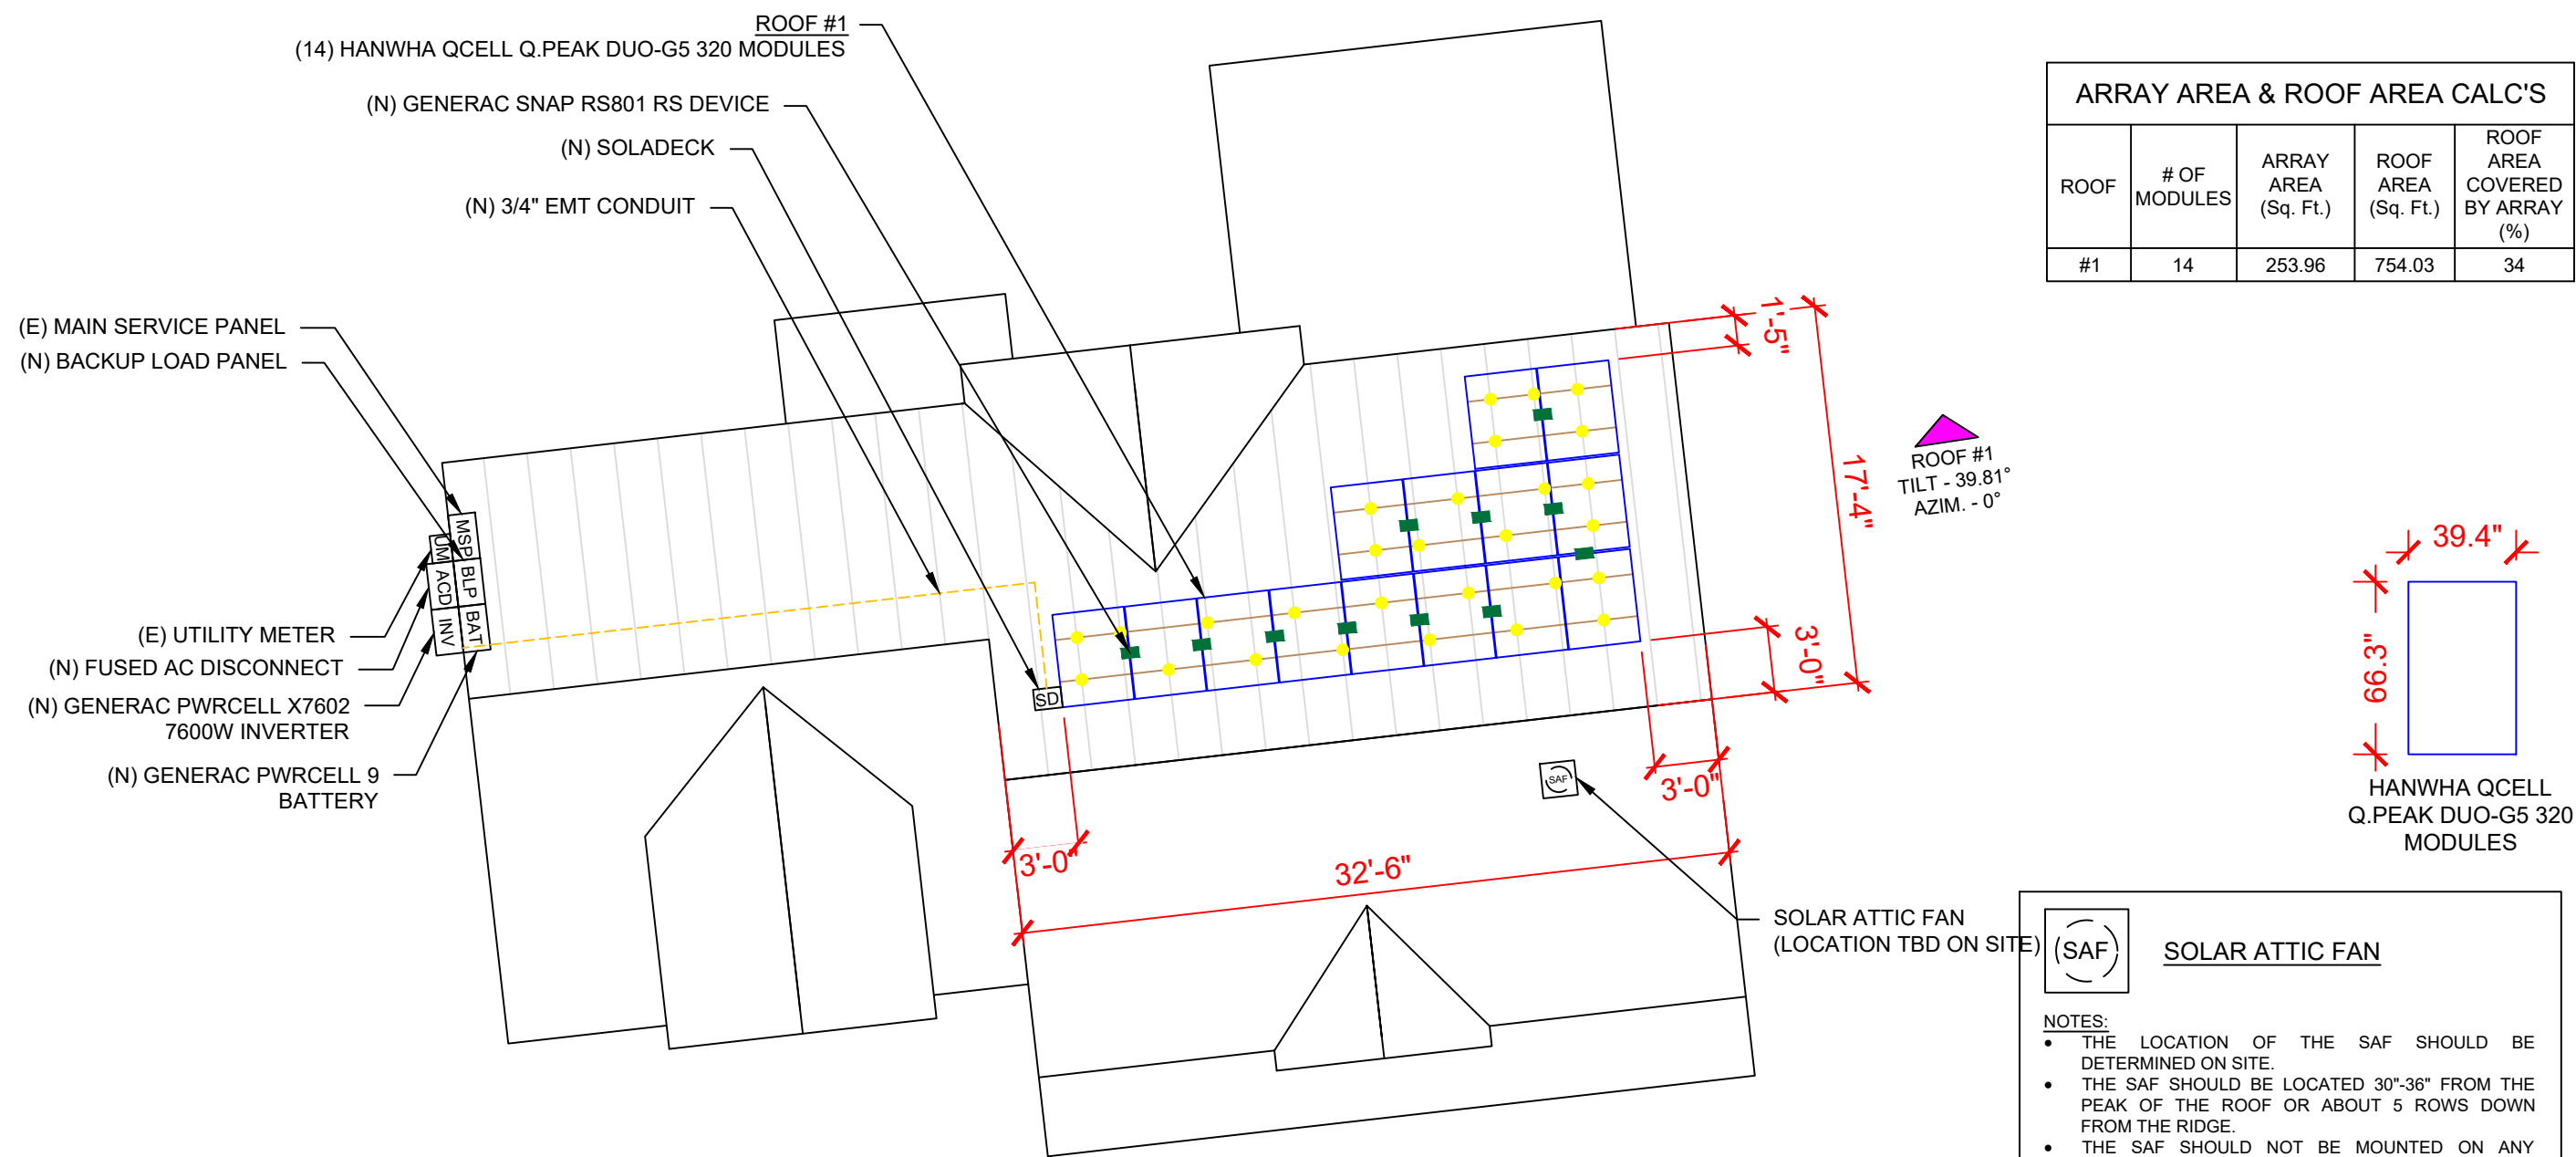 ROOF #1
(14) HANWHA QCELL Q.PEAK DUO-G5 320 MODULES
(N) GENERAC SNAP RS801 RS DEVICE
(N) SOLADECK
(N) 3/4" EMT CONDUIT
(E) MAIN SERVICE PANEL
(N) BACKUP LOAD PANEL
(E) UTILITY METER
(N) FUSED AC DISCONNECT
(N) GENERAC PWRCELL X7602
7600W INVERTER
(N) GENERAC PWRCELL 9
BATTERY
MSP
UM
BLP
ACD
BAT
INV
SD
SAF
1'-5"
17'-4"
3'-0"
3'-0"
3'-0"
32'-6"
ROOF #1
TILT - 39.81°
AZIM. - 0°
SOLAR ATTIC FAN
(LOCATION TBD ON SITE)
ARRAY AREA & ROOF AREA CALC'S
ROOF
# OF
MODULES
ARRAY
AREA
(Sq. Ft.)
ROOF
AREA
(Sq. Ft.)
ROOF
AREA
COVERED
BY ARRAY
(%)
#1 14 253.96 754.03 34
39.4"
66.3"
HANWHA QCELL
Q.PEAK DUO-G5 320
MODULES
SAF
SOLAR ATTIC FAN
NOTES:
• THE LOCATION OF THE SAF SHOULD BE
DETERMINED ON SITE.
• THE SAF SHOULD BE LOCATED 30"-36" FROM THE
PEAK OF THE ROOF OR ABOUT 5 ROWS DOWN
FROM THE RIDGE.
• THE SAF SHOULD NOT BE MOUNTED ON ANY